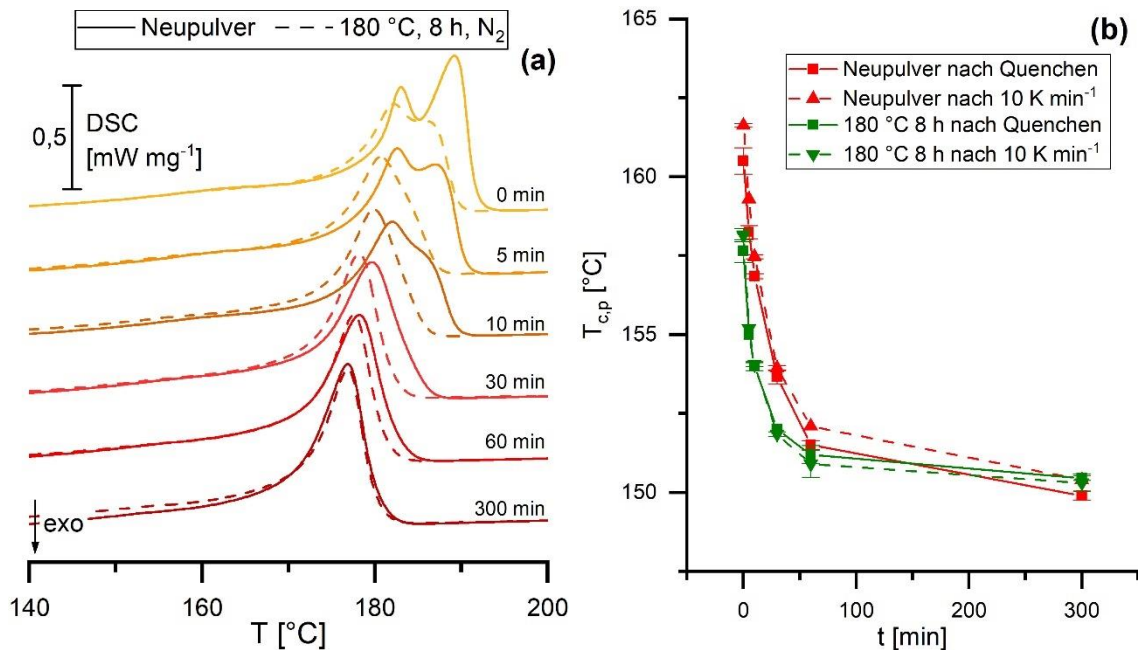 Neupulver
180 °C, 8 h, N₂
(a)
0,5
DSC
[mW mg⁻¹]
0 min
5 min
10 min
30 min
60 min
300 min
exo
140
160
180
200
T [°C]
(b)
Neupulver nach Quenchen
Neupulver nach 10 K min⁻¹
180 °C 8 h nach Quenchen
180 °C 8 h nach 10 K min⁻¹
165
160
155
150
T_c,p [°C]
0
100
200
300
t [min]